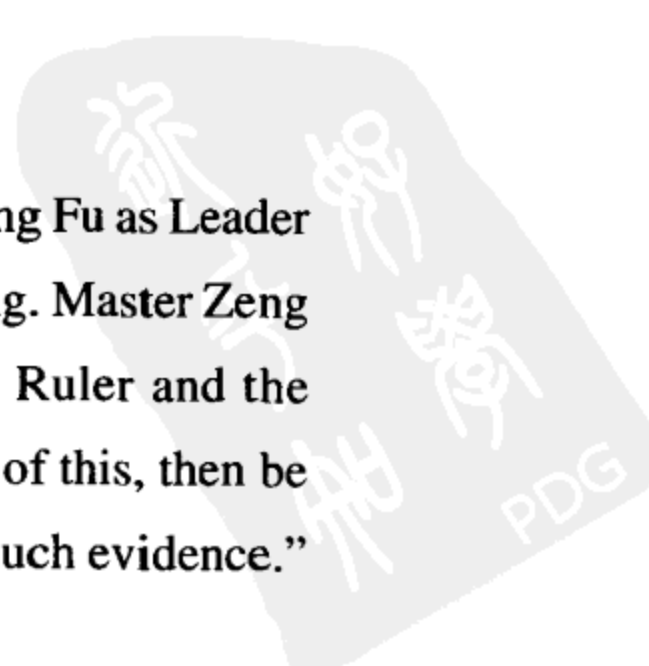 ng Fu as Leader
g. Master Zeng
Ruler and the
of this, then be
uch evidence.”
PDG